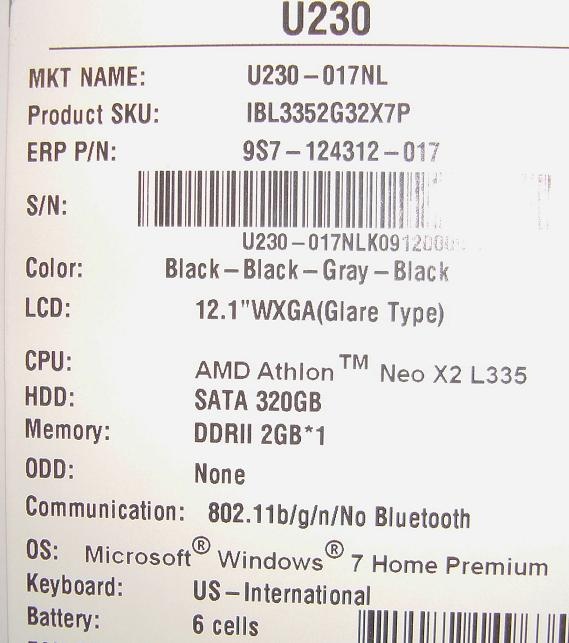 U230
MKT NAME: U230-017NL
Product SKU: IBL3352G32X7P
ERP P/N: 9S7-124312-017
S/N:
Color: Black-Black-Gray-Black
LCD: 12.1"WXGA(Glare Type)
CPU: AMD Athlon™ Neo X2 L335
HDD: SATA 320GB
Memory: DDRII 2GB*1
ODD: None
Communication: 802.11b/g/n/No Bluetooth
OS: Microsoft® Windows® 7 Home Premium
Keyboard: US-International
Battery: 6 cells